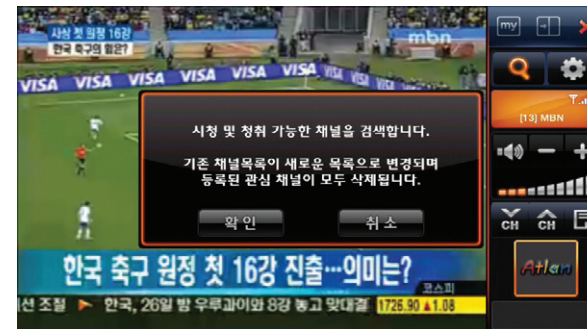 사상 첫 원정 16강
한국 축구의 힘은?
mbn
my
VISA VISA VISA VISA VISA VISA VISA VISA
[13] MBN
시청 및 청취 가능한 채널을 검색합니다.
기존 채널목록이 새로운 목록으로 변경되며
등록된 관심 채널이 모두 삭제됩니다.
확인 취소
CH CH
한국 축구 원정 첫 16강 진출…의미는?
Atlan
코스피
선 조절 ▶ 한국, 26일 밤 우루과이와 8강 놓고 맞대결 1726.90 ▲1.08